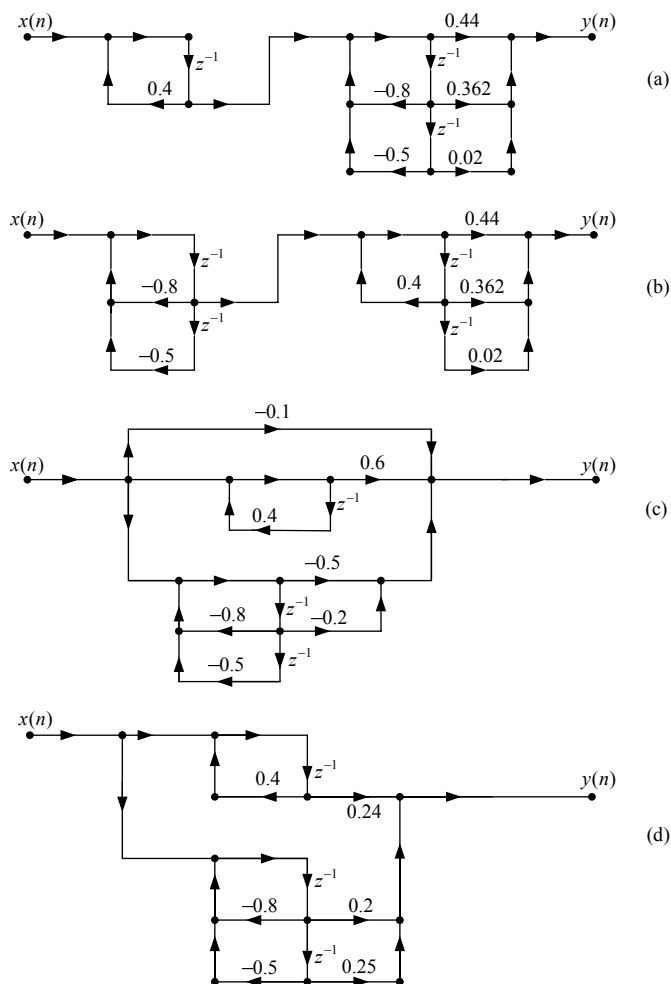 x(n) 0.44 y(n)
z⁻¹
0.4 −0.8 0.362 (a)
z⁻¹
−0.5 0.02
x(n) 0.44 y(n)
z⁻¹ z⁻¹
−0.8 0.4 0.362 (b)
z⁻¹ z⁻¹
−0.5 0.02
−0.1
x(n) 0.6 y(n)
z⁻¹ (c)
0.4
−0.5
z⁻¹
−0.8 −0.2
z⁻¹
−0.5
x(n)
z⁻¹ y(n)
0.4 0.24
(d)
z⁻¹
−0.8 0.2
z⁻¹
−0.5 0.25